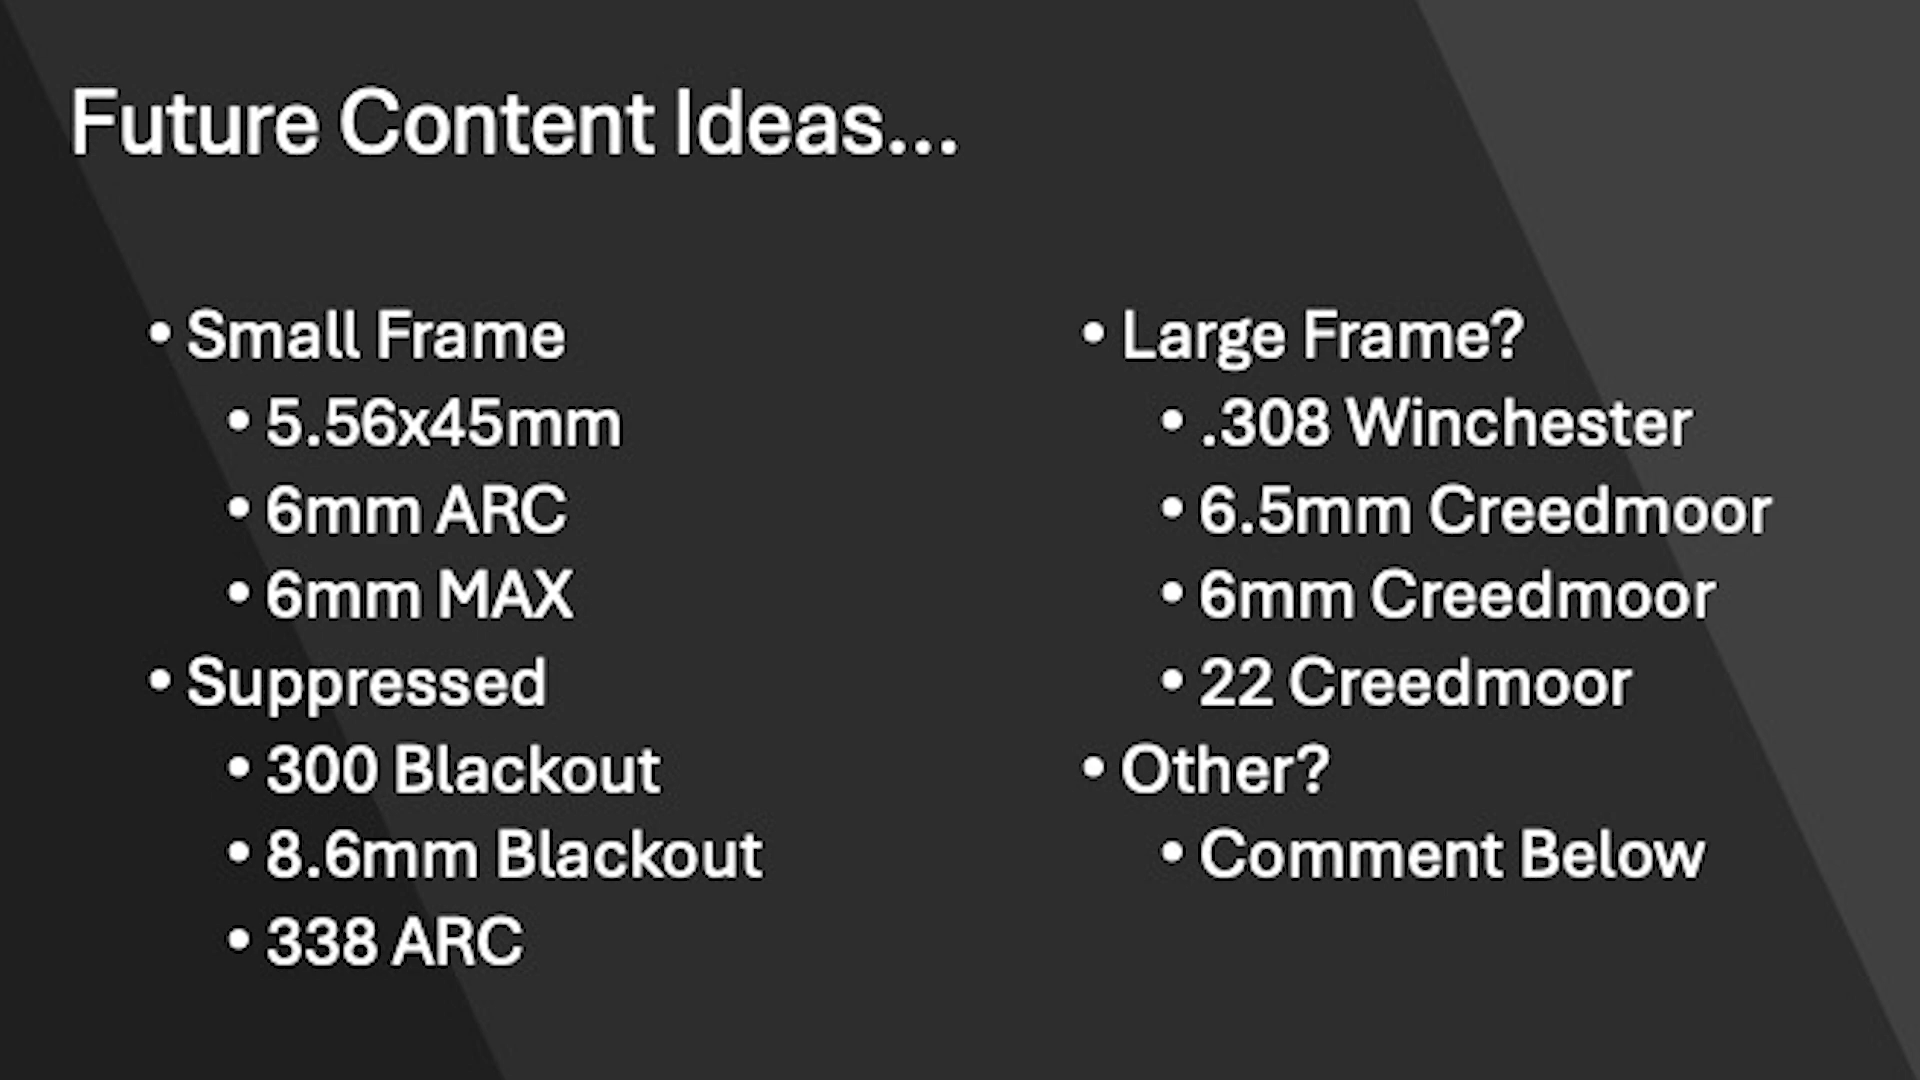 Future Content Ideas...
• Small Frame
• 5.56x45mm
• 6mm ARC
• 6mm MAX
• Suppressed
• 300 Blackout
• 8.6mm Blackout
• 338 ARC
• Large Frame?
• .308 Winchester
• 6.5mm Creedmoor
• 6mm Creedmoor
• 22 Creedmoor
• Other?
• Comment Below